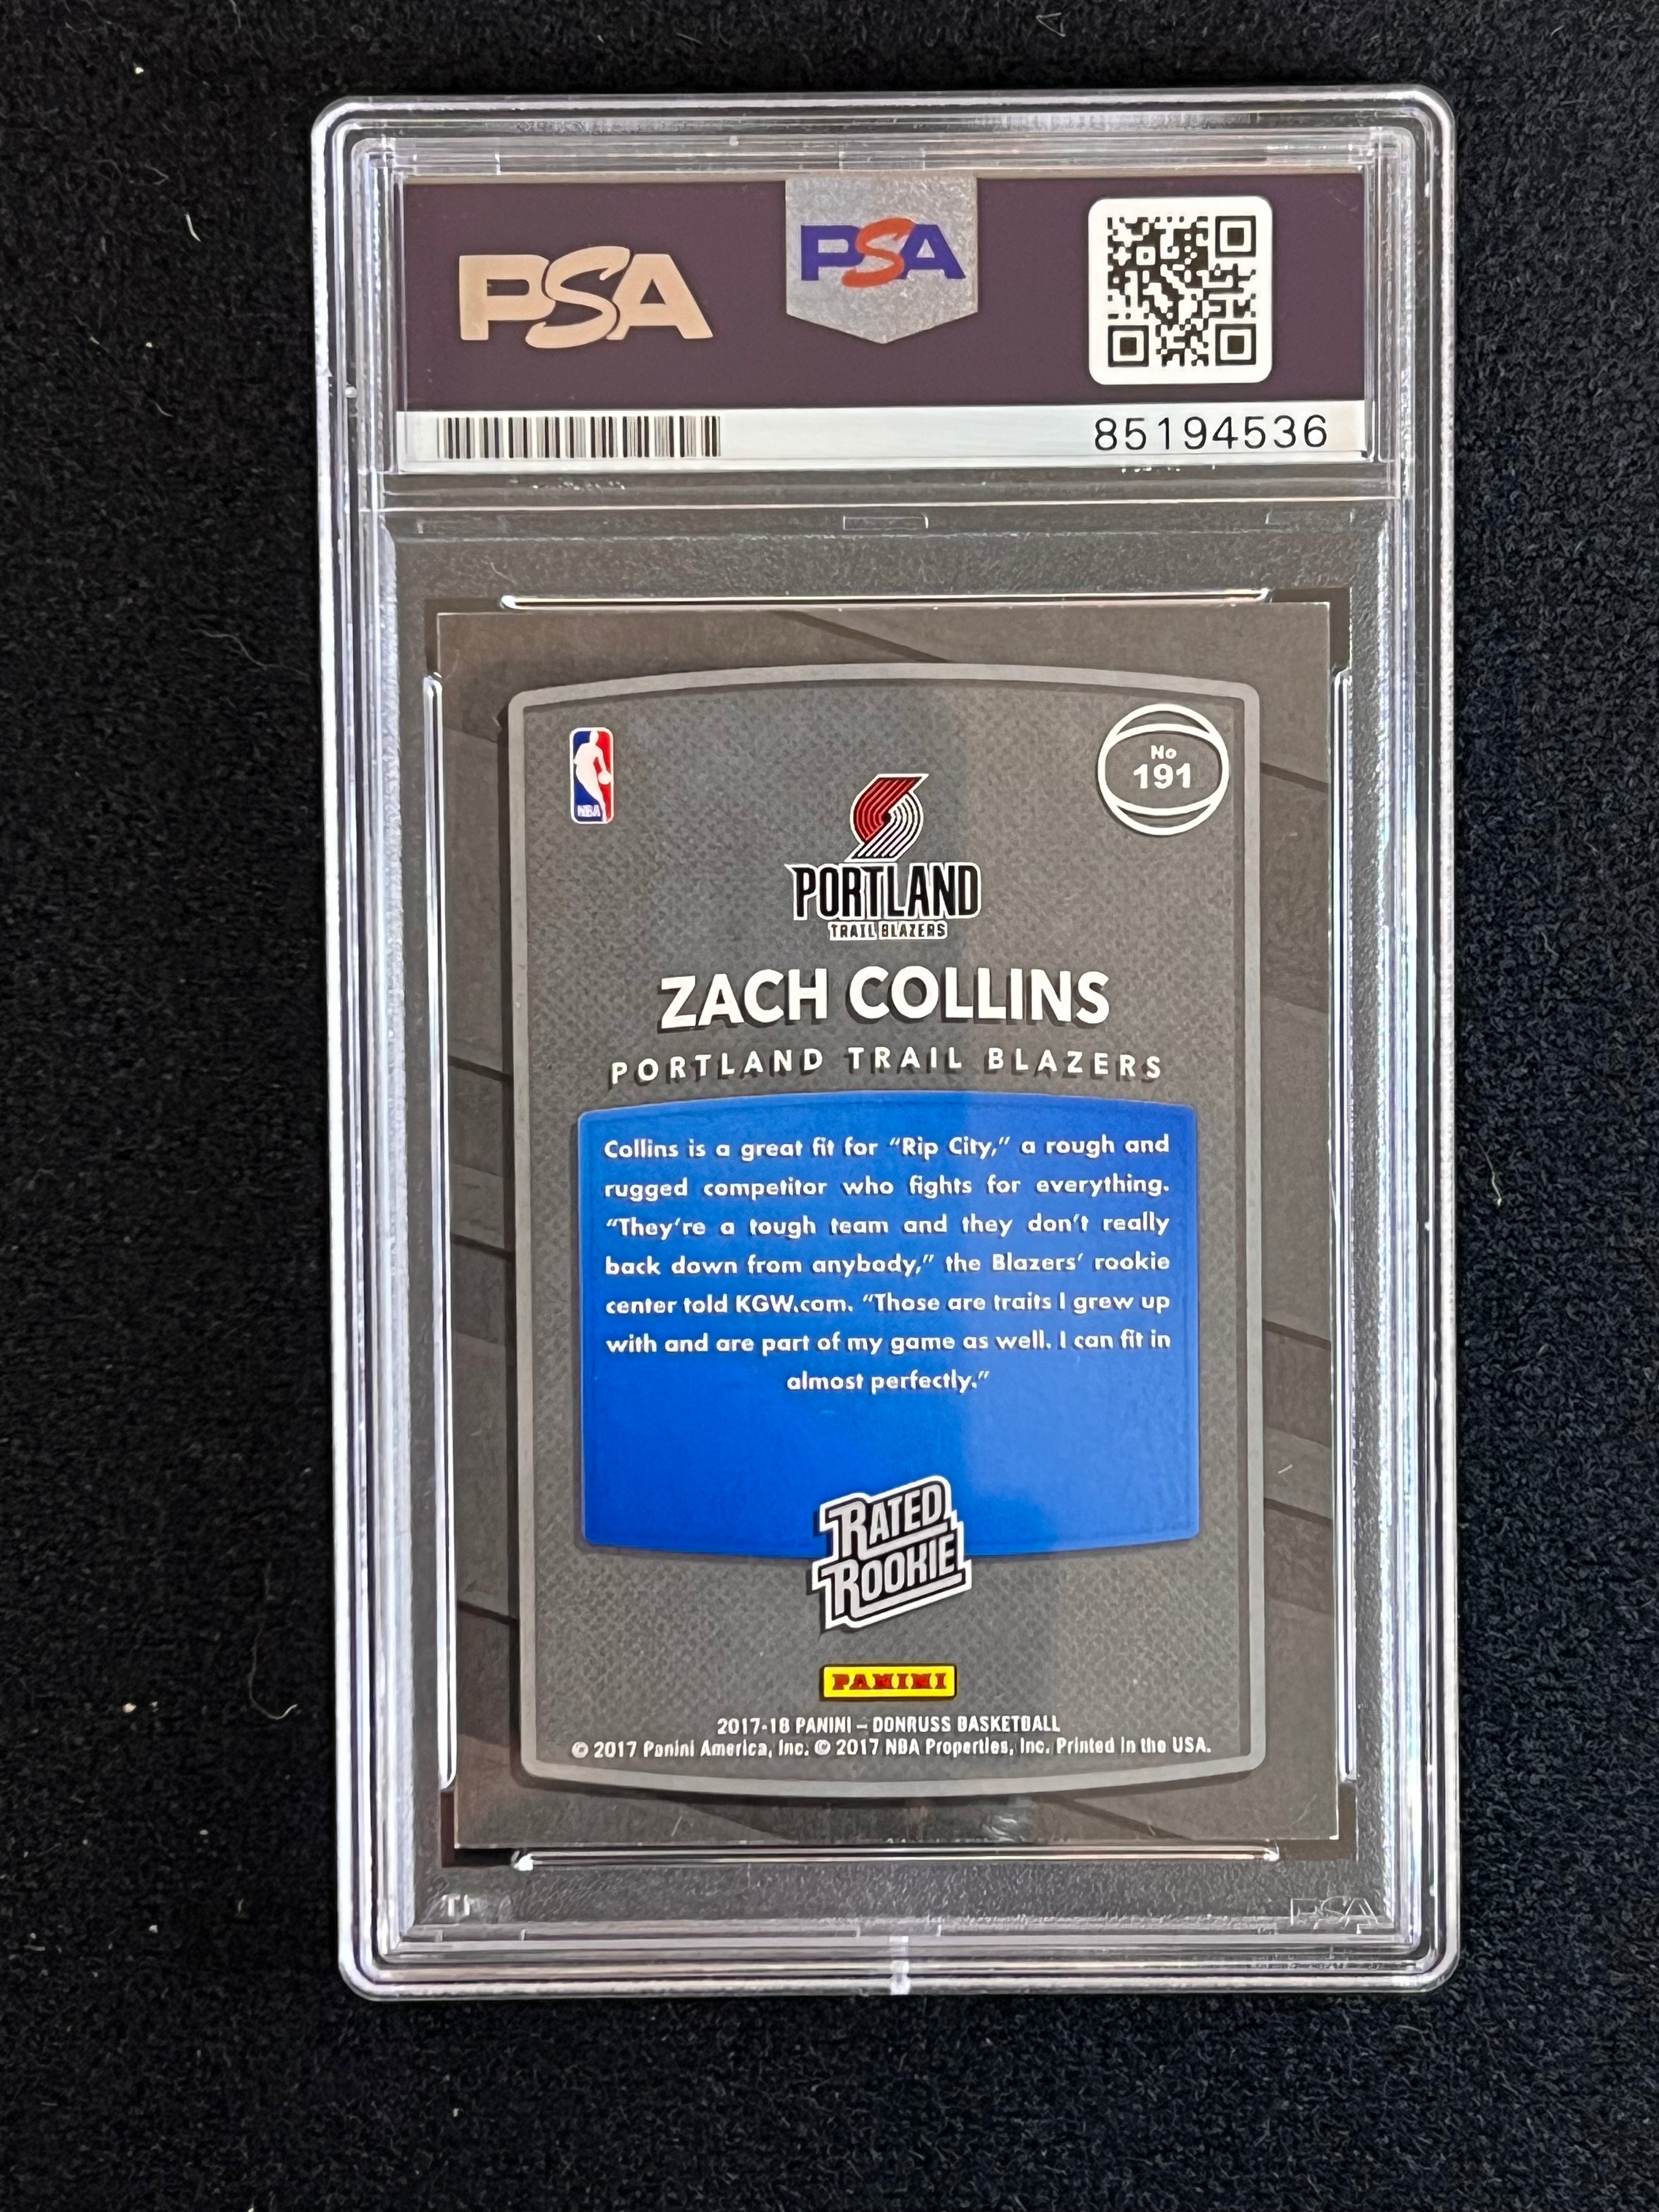 PSA
PSA
85194536
NBA
No
191
PORTLAND
TRAIL BLAZERS
ZACH COLLINS
PORTLAND TRAIL BLAZERS
Collins is a great fit for “Rip City,” a rough and
rugged competitor who fights for everything.
“They’re a tough team and they don’t really
back down from anybody,” the Blazers’ rookie
center told KGW.com. “Those are traits I grew up
with and are part of my game as well. I can fit in
almost perfectly.”
RATED
ROOKIE
PANINI
2017-18 PANINI – DONRUSS BASKETBALL
© 2017 Panini America, Inc. © 2017 NBA Properties, Inc. Printed in the USA.
PSA